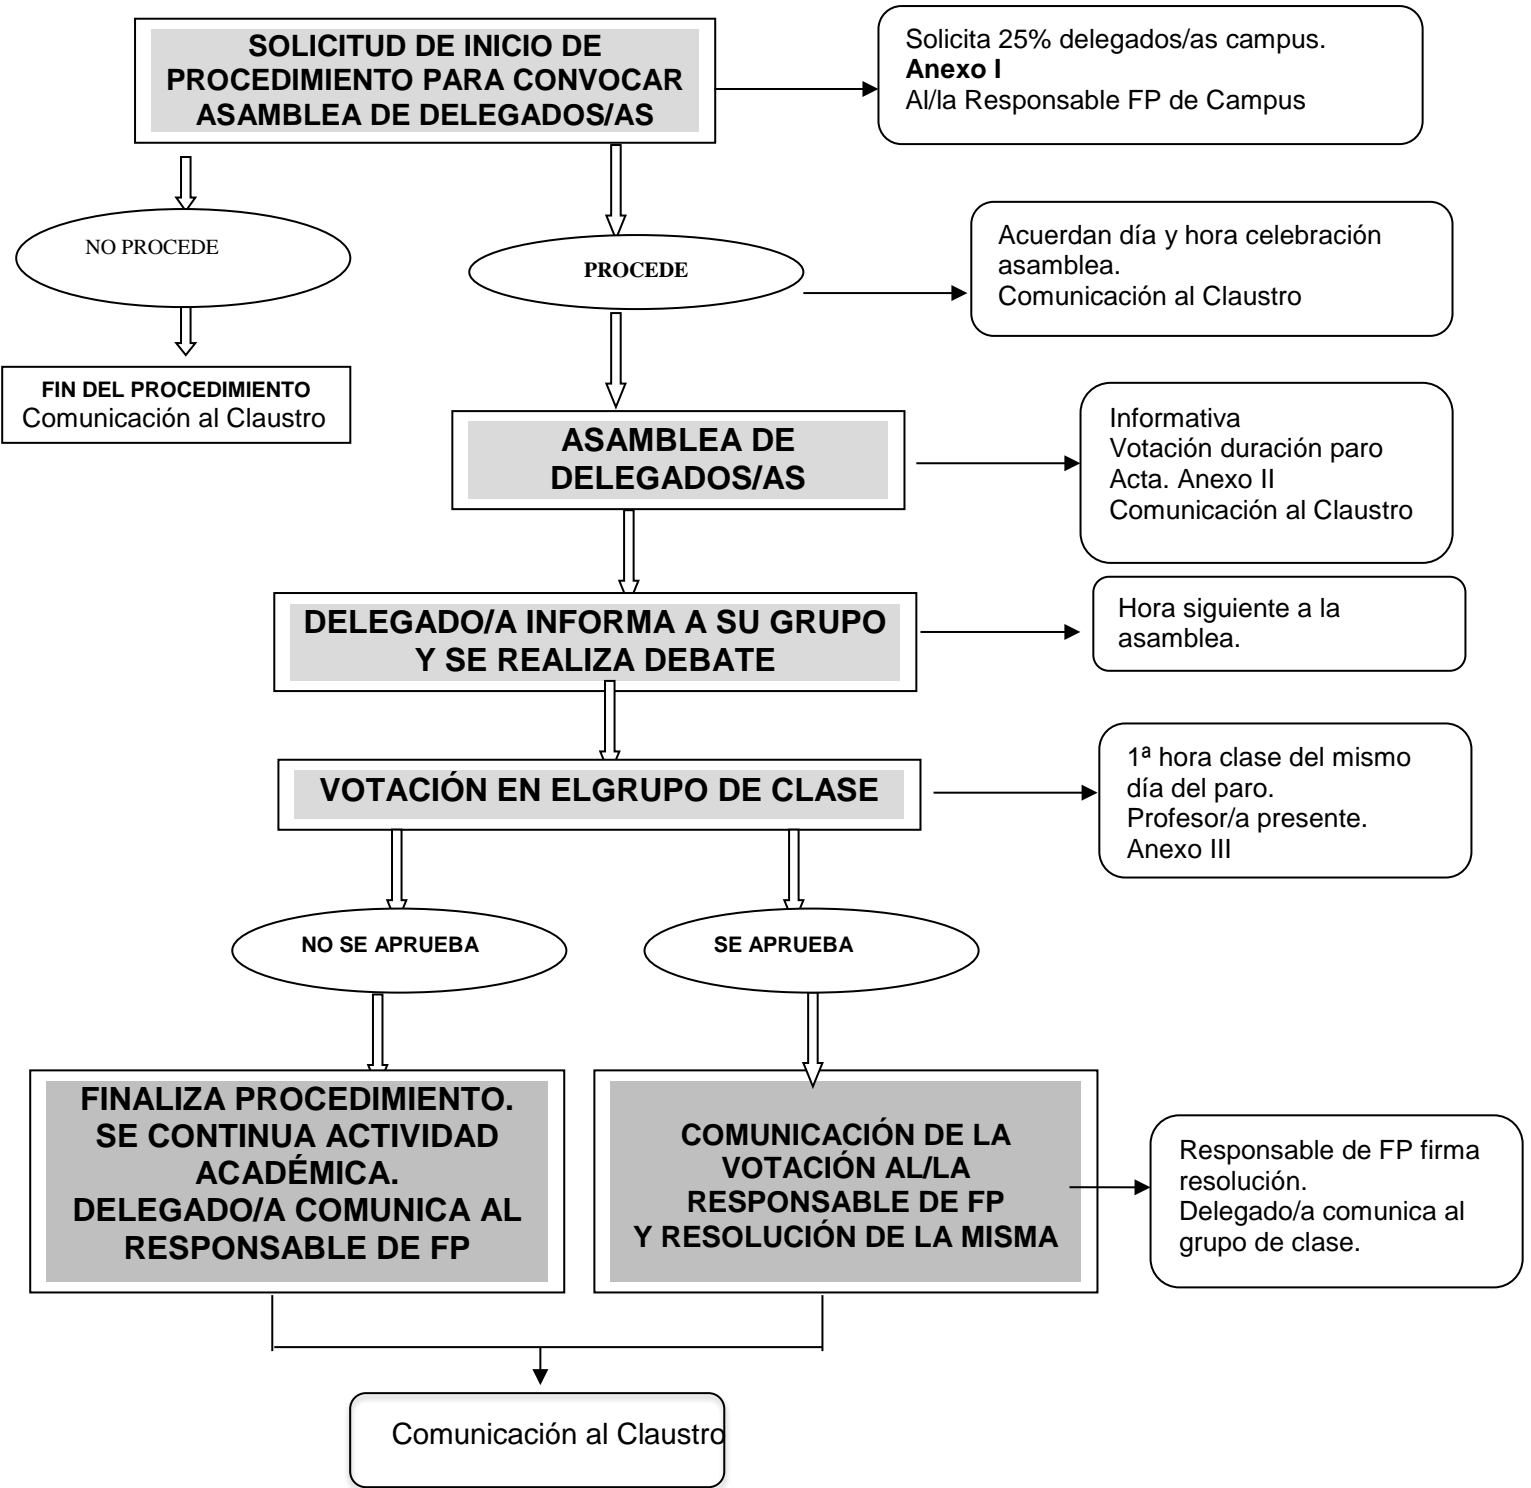 SOLICITUD DE INICIO DE
PROCEDIMIENTO PARA CONVOCAR
ASAMBLEA DE DELEGADOS/AS
Solicita 25% delegados/as campus.
Anexo I
Al/la Responsable FP de Campus
NO PROCEDE
PROCEDE
Acuerdan día y hora celebración
asamblea.
Comunicación al Claustro
FIN DEL PROCEDIMIENTO
Comunicación al Claustro
ASAMBLEA DE
DELEGADOS/AS
Informativa
Votación duración paro
Acta. Anexo II
Comunicación al Claustro
DELEGADO/A INFORMA A SU GRUPO
Y SE REALIZA DEBATE
Hora siguiente a la
asamblea.
VOTACIÓN EN ELGRUPO DE CLASE
1ª hora clase del mismo
día del paro.
Profesor/a presente.
Anexo III
NO SE APRUEBA
SE APRUEBA
FINALIZA PROCEDIMIENTO.
SE CONTINUA ACTIVIDAD
ACADÉMICA.
DELEGADO/A COMUNICA AL
RESPONSABLE DE FP
COMUNICACIÓN DE LA
VOTACIÓN AL/LA
RESPONSABLE DE FP
Y RESOLUCIÓN DE LA MISMA
Responsable de FP firma
resolución.
Delegado/a comunica al
grupo de clase.
Comunicación al Claustro